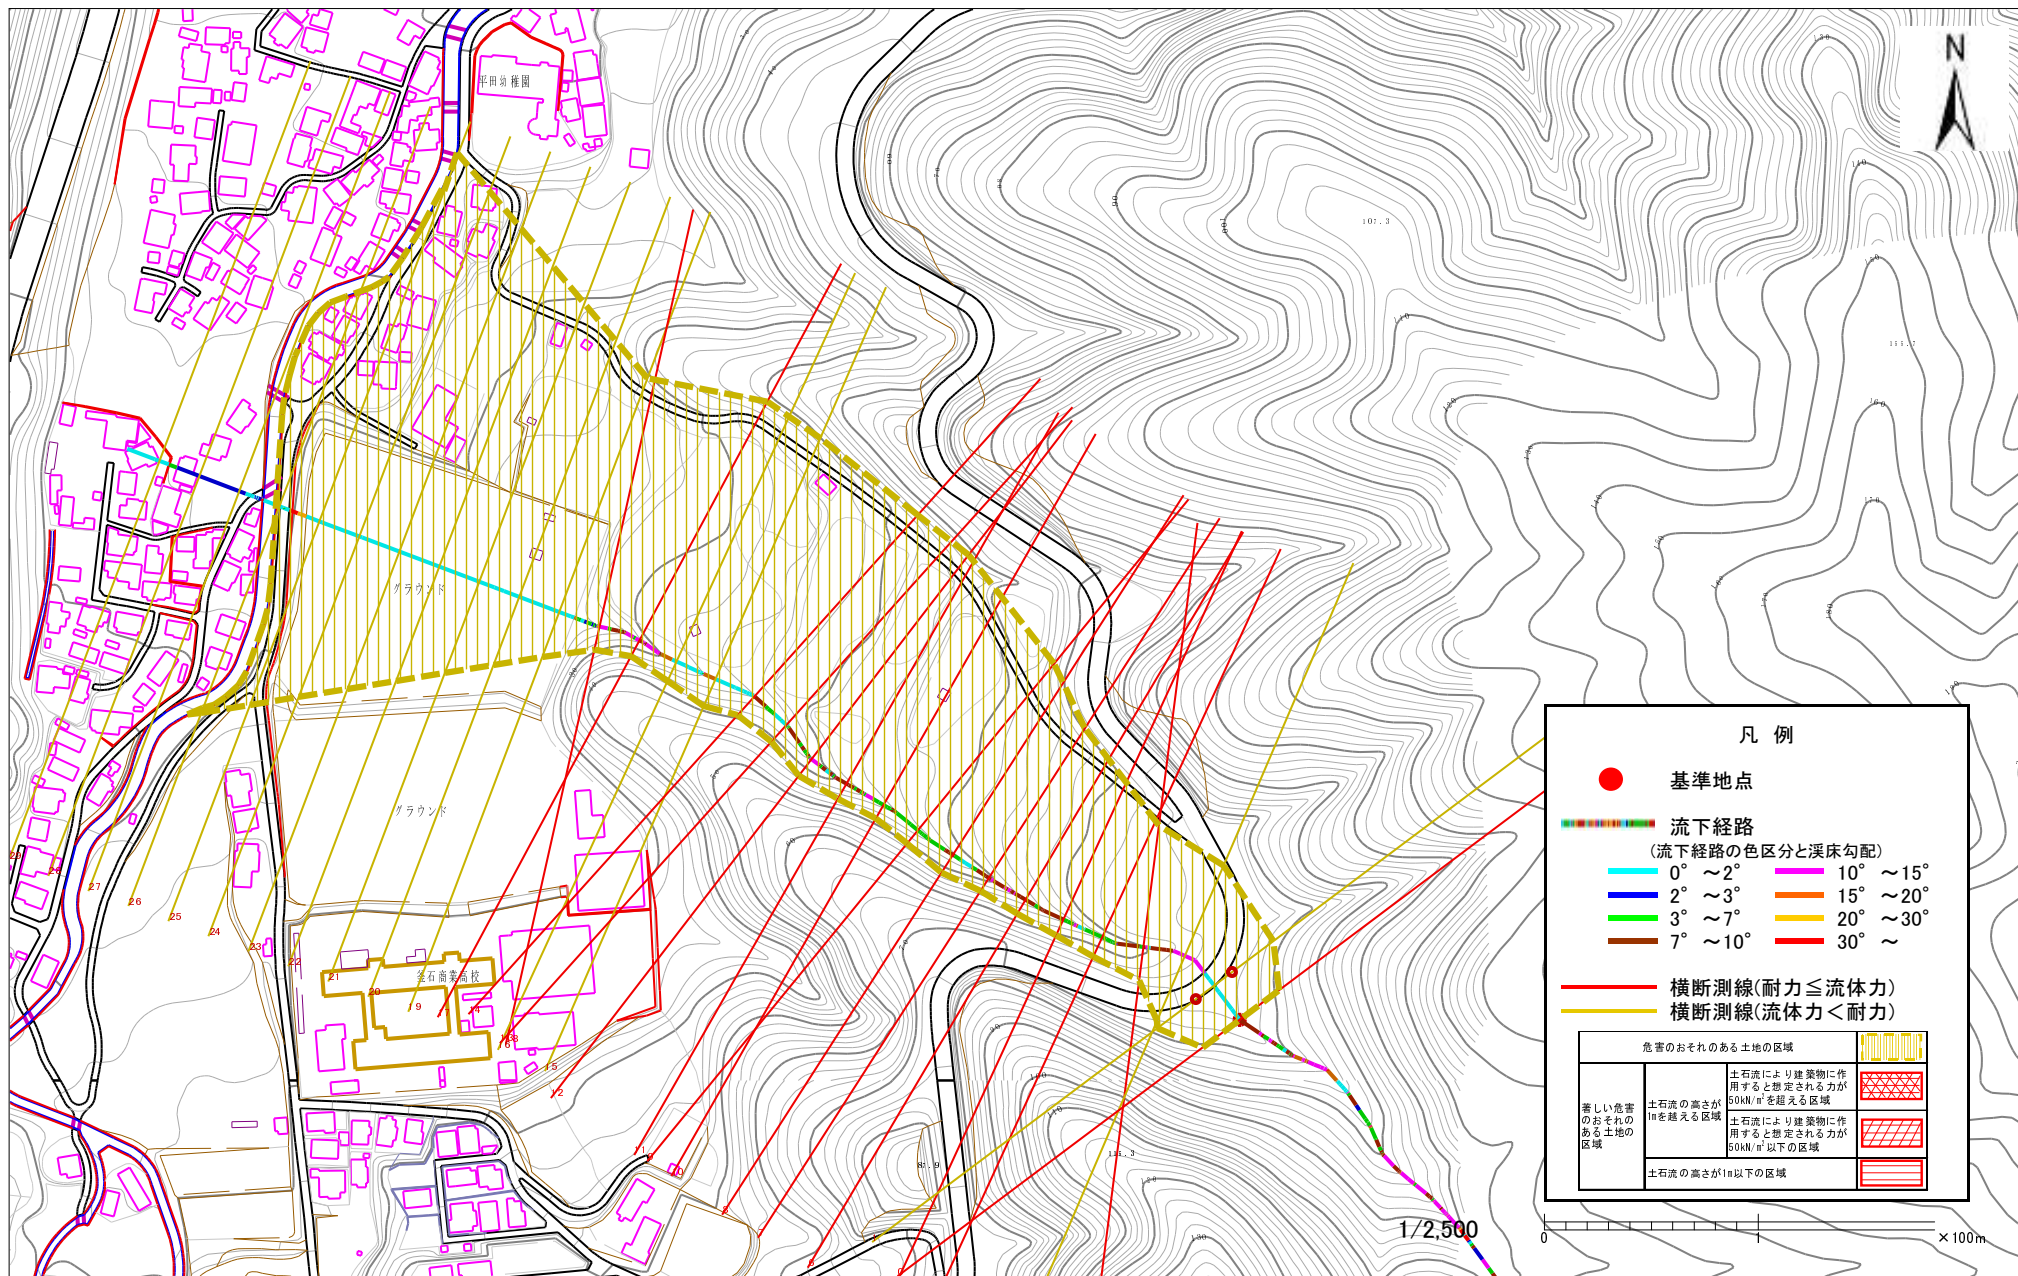 N
平田幼稚園
107.3
155.7
グラウンド
グラウンド
釜石商業高校
87.9
115.3
29
28
27
26
25
24
23
22
21
20
19
17
14
15
12
11
10
凡 例
基準地点
流下経路
(流下経路の色区分と渓床勾配)
0° ～2° 10° ～15°
2° ～3° 15° ～20°
3° ～7° 20° ～30°
7° ～10° 30° ～
横断測線(耐力≦流体力)
横断測線(流体力＜耐力)
危害のおそれのある土地の区域
著しい危害
のおそれの
ある土地の
区域
土石流の高さが
1mを越える区域
土石流により建築物に作
用すると想定される力が
50kN/㎡を超える区域
土石流により建築物に作
用すると想定される力が
50kN/㎡以下の区域
土石流の高さが1m以下の区域
1/2,500
0 1 ×100m